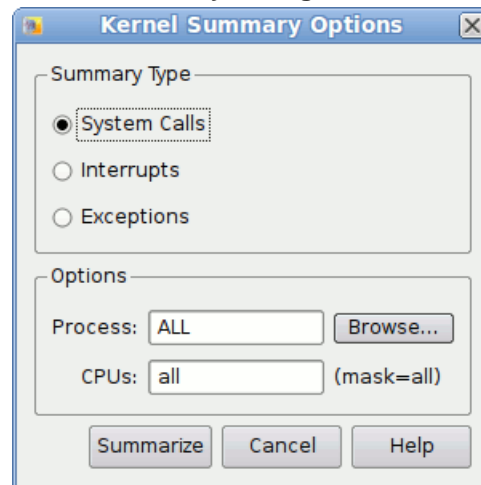 Kernel Summary Options
Summary Type
System Calls
Interrupts
Exceptions
Options
Process: ALL Browse...
CPUs: all (mask=all)
Summarize Cancel Help